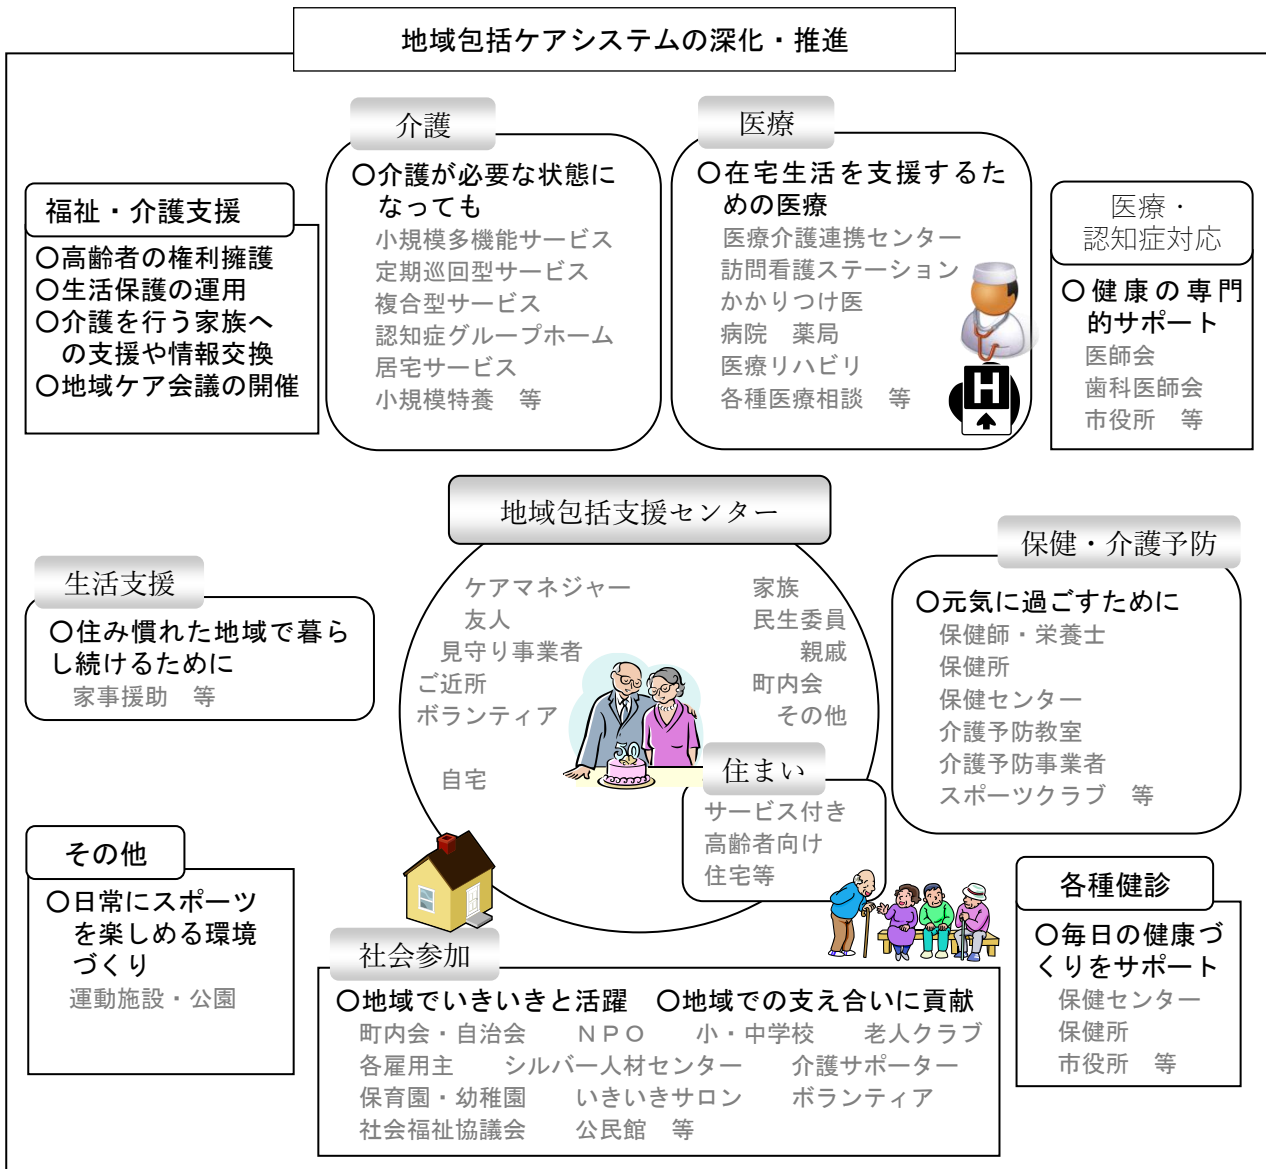 地域包括ケアシステムの深化・推進
介護
〇介護が必要な状態に
なっても
小規模多機能サービス
定期巡回型サービス
複合型サービス
認知症グループホーム
居宅サービス
小規模特養　等
医療
〇在宅生活を支援するた
めの医療
医療介護連携センター
訪問看護ステーション
かかりつけ医
病院　薬局
医療リハビリ
各種医療相談　等
H
福祉・介護支援
〇高齢者の権利擁護
〇生活保護の運用
〇介護を行う家族へ
の支援や情報交換
〇地域ケア会議の開催
医療・
認知症対応
〇健康の専門
的サポート
医師会
歯科医師会
市役所　等
地域包括支援センター
ケアマネジャー
友人
見守り事業者
ご近所
ボランティア
自宅
家族
民生委員
親戚
町内会
その他
50
住まい
サービス付き
高齢者向け
住宅等
生活支援
〇住み慣れた地域で暮ら
し続けるために
家事援助　等
保健・介護予防
〇元気に過ごすために
保健師・栄養士
保健所
保健センター
介護予防教室
介護予防事業者
スポーツクラブ　等
その他
〇日常にスポーツ
を楽しめる環境
づくり
運動施設・公園
社会参加
〇地域でいきいきと活躍　〇地域での支え合いに貢献
町内会・自治会　ＮＰＯ　小・中学校　老人クラブ
各雇用主　シルバー人材センター　介護サポーター
保育園・幼稚園　いきいきサロン　ボランティア
社会福祉協議会　公民館　等
各種健診
〇毎日の健康づ
くりをサポート
保健センター
保健所
市役所　等